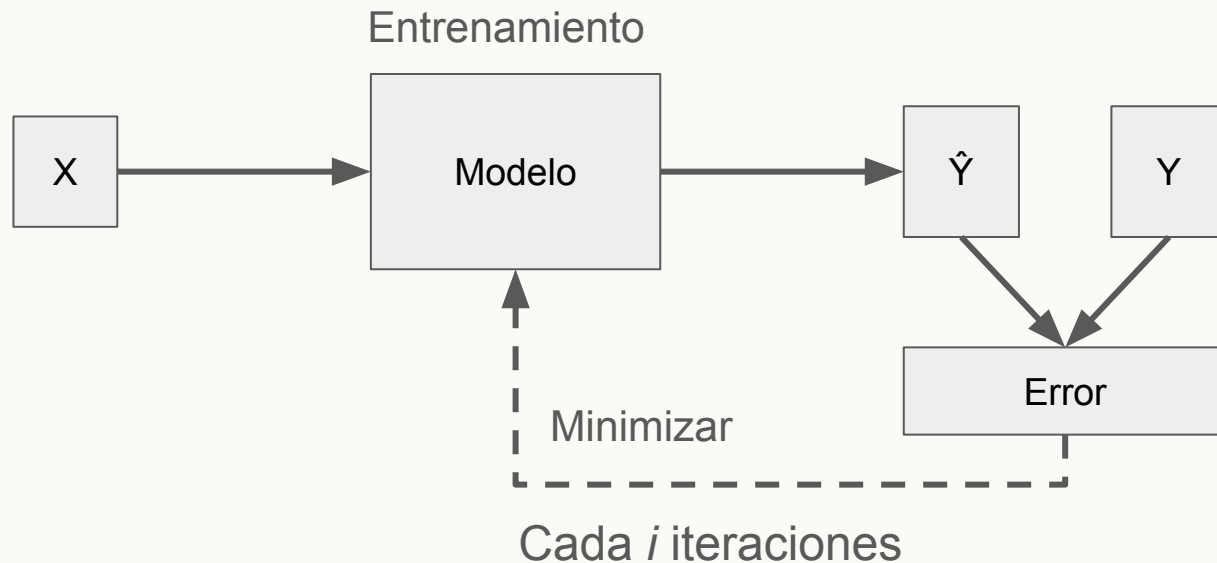 Entrenamiento
X
Modelo
Ŷ
Y
Error
Minimizar
Cada i iteraciones